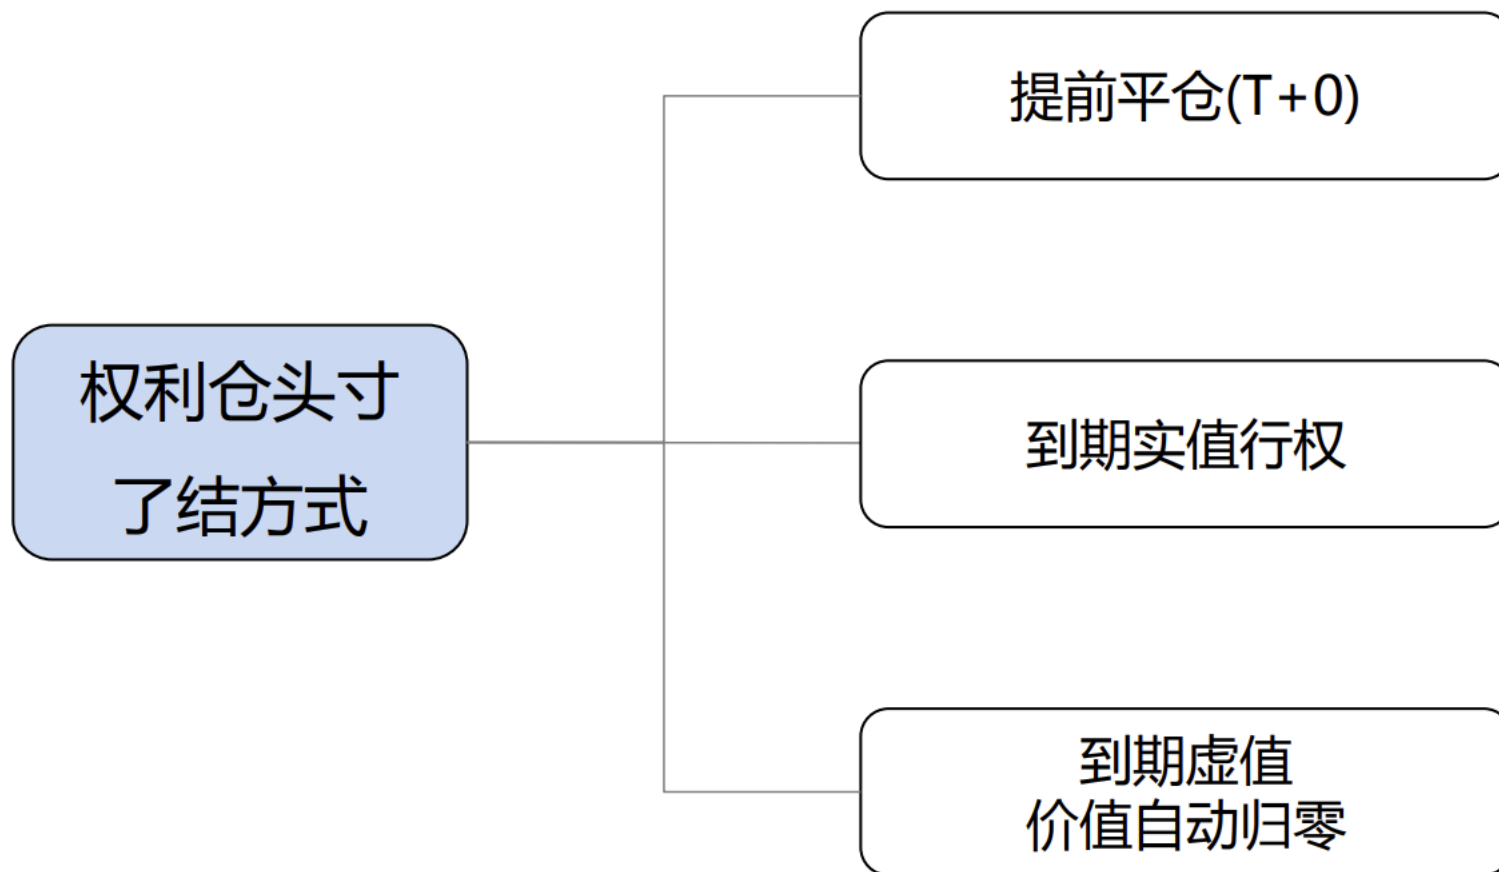 提前平仓(T+0)
权利仓头寸
了结方式
到期实值行权
到期虚值
价值自动归零